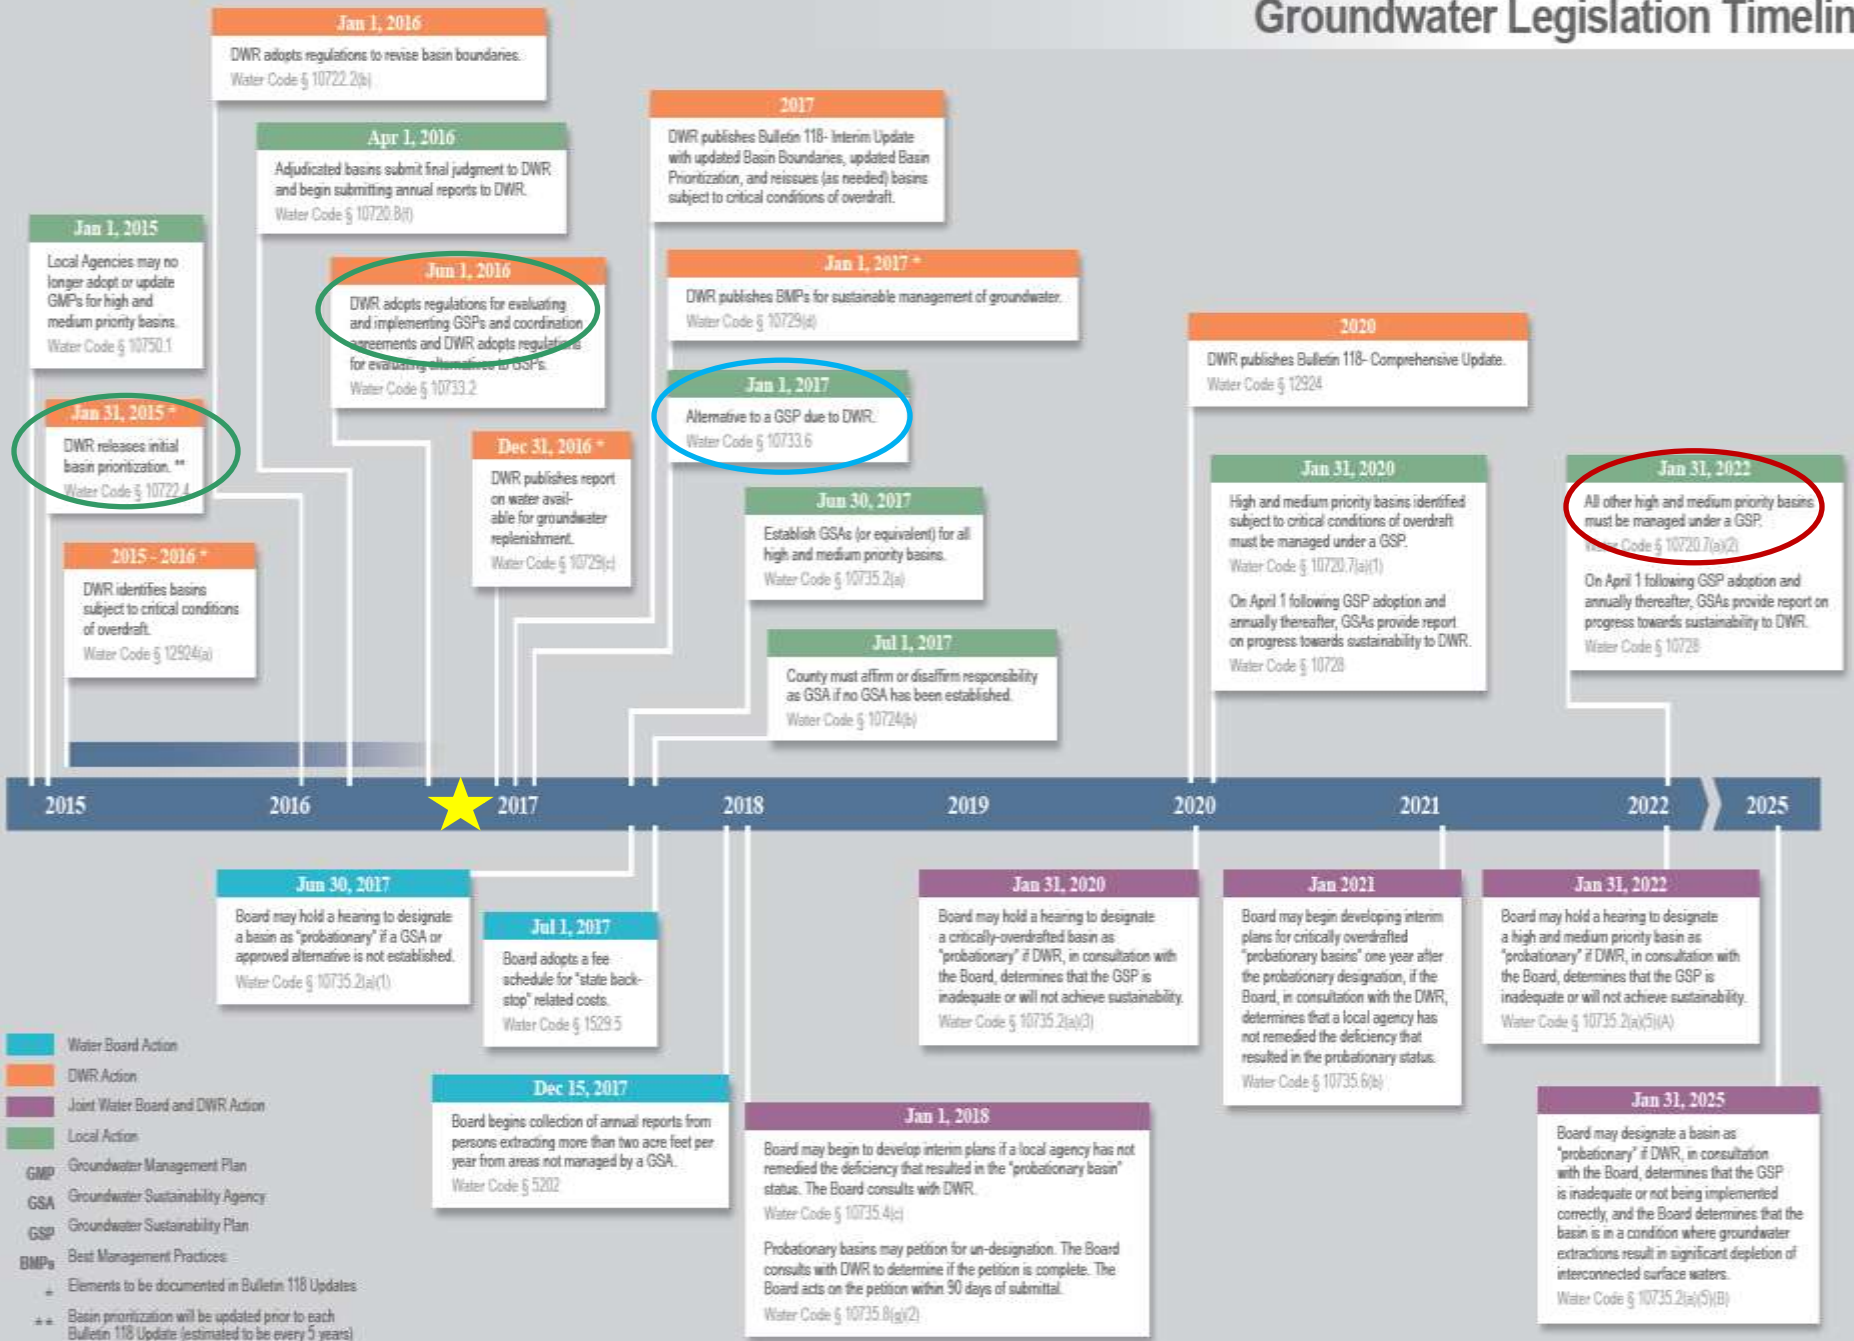 Groundwater Legislation Timelin
Jan 1, 2016
DWR adopts regulations to revise basin boundaries.
Water Code § 10722.2(b)
Apr 1, 2016
Adjudicated basins submit final judgment to DWR
and begin submitting annual reports to DWR.
Water Code § 10720.8(f)
Jan 1, 2015
Local Agencies may no
longer adopt or update
GMPs for high and
medium priority basins.
Water Code § 10750.1
Jan 31, 2015 *
DWR releases initial
basin prioritization. **
Water Code § 10722.4
2015 - 2016 *
DWR identifies basins
subject to critical conditions
of overdraft.
Water Code § 12924(a)
Jun 1, 2016
DWR adopts regulations for evaluating
and implementing GSPs and coordination
agreements and DWR adopts regulations
for evaluating alternatives to GSPs.
Water Code § 10733.2
Dec 31, 2016 *
DWR publishes report
on water avail-
able for groundwater
replenishment.
Water Code § 10729(c)
2017
DWR publishes Bulletin 118- Interim Update
with updated Basin Boundaries, updated Basin
Prioritization, and reissues (as needed) basins
subject to critical conditions of overdraft.
Jan 1, 2017 *
DWR publishes BMPs for sustainable management of groundwater.
Water Code § 10729(d)
Jan 1, 2017
Alternative to a GSP due to DWR.
Water Code § 10733.6
Jun 30, 2017
Establish GSAs (or equivalent) for all
high and medium priority basins.
Water Code § 10735.2(a)
Jul 1, 2017
County must affirm or disaffirm responsibility
as GSA if no GSA has been established.
Water Code § 10724(b)
2020
DWR publishes Bulletin 118- Comprehensive Update.
Water Code § 12924
Jan 31, 2020
High and medium priority basins identified
subject to critical conditions of overdraft
must be managed under a GSP.
Water Code § 10720.7(a)(1)
On April 1 following GSP adoption and
annually thereafter, GSAs provide report
on progress towards sustainability to DWR.
Water Code § 10728
Jan 31, 2022
All other high and medium priority basins
must be managed under a GSP.
Water Code § 10720.7(a)(2)
On April 1 following GSP adoption and
annually thereafter, GSAs provide report on
progress towards sustainability to DWR.
Water Code § 10728
2015 2016 2017 2018 2019 2020 2021 2022 2025
Jun 30, 2017
Board may hold a hearing to designate
a basin as "probationary" if a GSA or
approved alternative is not established.
Water Code § 10735.2(a)(1)
Jul 1, 2017
Board adopts a fee
schedule for "state back-
stop" related costs.
Water Code § 1529.5
Dec 15, 2017
Board begins collection of annual reports from
persons extracting more than two acre feet per
year from areas not managed by a GSA.
Water Code § 5202
Jan 1, 2018
Board may begin to develop interim plans if a local agency has not
remedied the deficiency that resulted in the "probationary basin"
status. The Board consults with DWR.
Water Code § 10735.4(c)
Probationary basins may petition for un-designation. The Board
consults with DWR to determine if the petition is complete. The
Board acts on the petition within 90 days of submittal.
Water Code § 10735.8(g)(2)
Jan 31, 2020
Board may hold a hearing to designate
a critically-overdrafted basin as
"probationary" if DWR, in consultation with
the Board, determines that the GSP is
inadequate or will not achieve sustainability.
Water Code § 10735.2(a)(3)
Jan 2021
Board may begin developing interim
plans for critically overdrafted
"probationary basins" one year after
the probationary designation, if the
Board, in consultation with the DWR,
determines that a local agency has
not remedied the deficiency that
resulted in the probationary status.
Water Code § 10735.6(b)
Jan 31, 2022
Board may hold a hearing to designate
a high and medium priority basin as
"probationary" if DWR, in consultation with
the Board, determines that the GSP is
inadequate or will not achieve sustainability.
Water Code § 10735.2(a)(5)(A)
Jan 31, 2025
Board may designate a basin as
"probationary" if DWR, in consultation
with the Board, determines that the GSP
is inadequate or not being implemented
correctly, and the Board determines that the
basin is in a condition where groundwater
extractions result in significant depletion of
interconnected surface waters.
Water Code § 10735.2(a)(5)(B)
Water Board Action
DWR Action
Joint Water Board and DWR Action
Local Action
GMP Groundwater Management Plan
GSA Groundwater Sustainability Agency
GSP Groundwater Sustainability Plan
BMPs Best Management Practices
* Elements to be documented in Bulletin 118 Updates
** Basin prioritization will be updated prior to each
Bulletin 118 Update (estimated to be every 5 years)